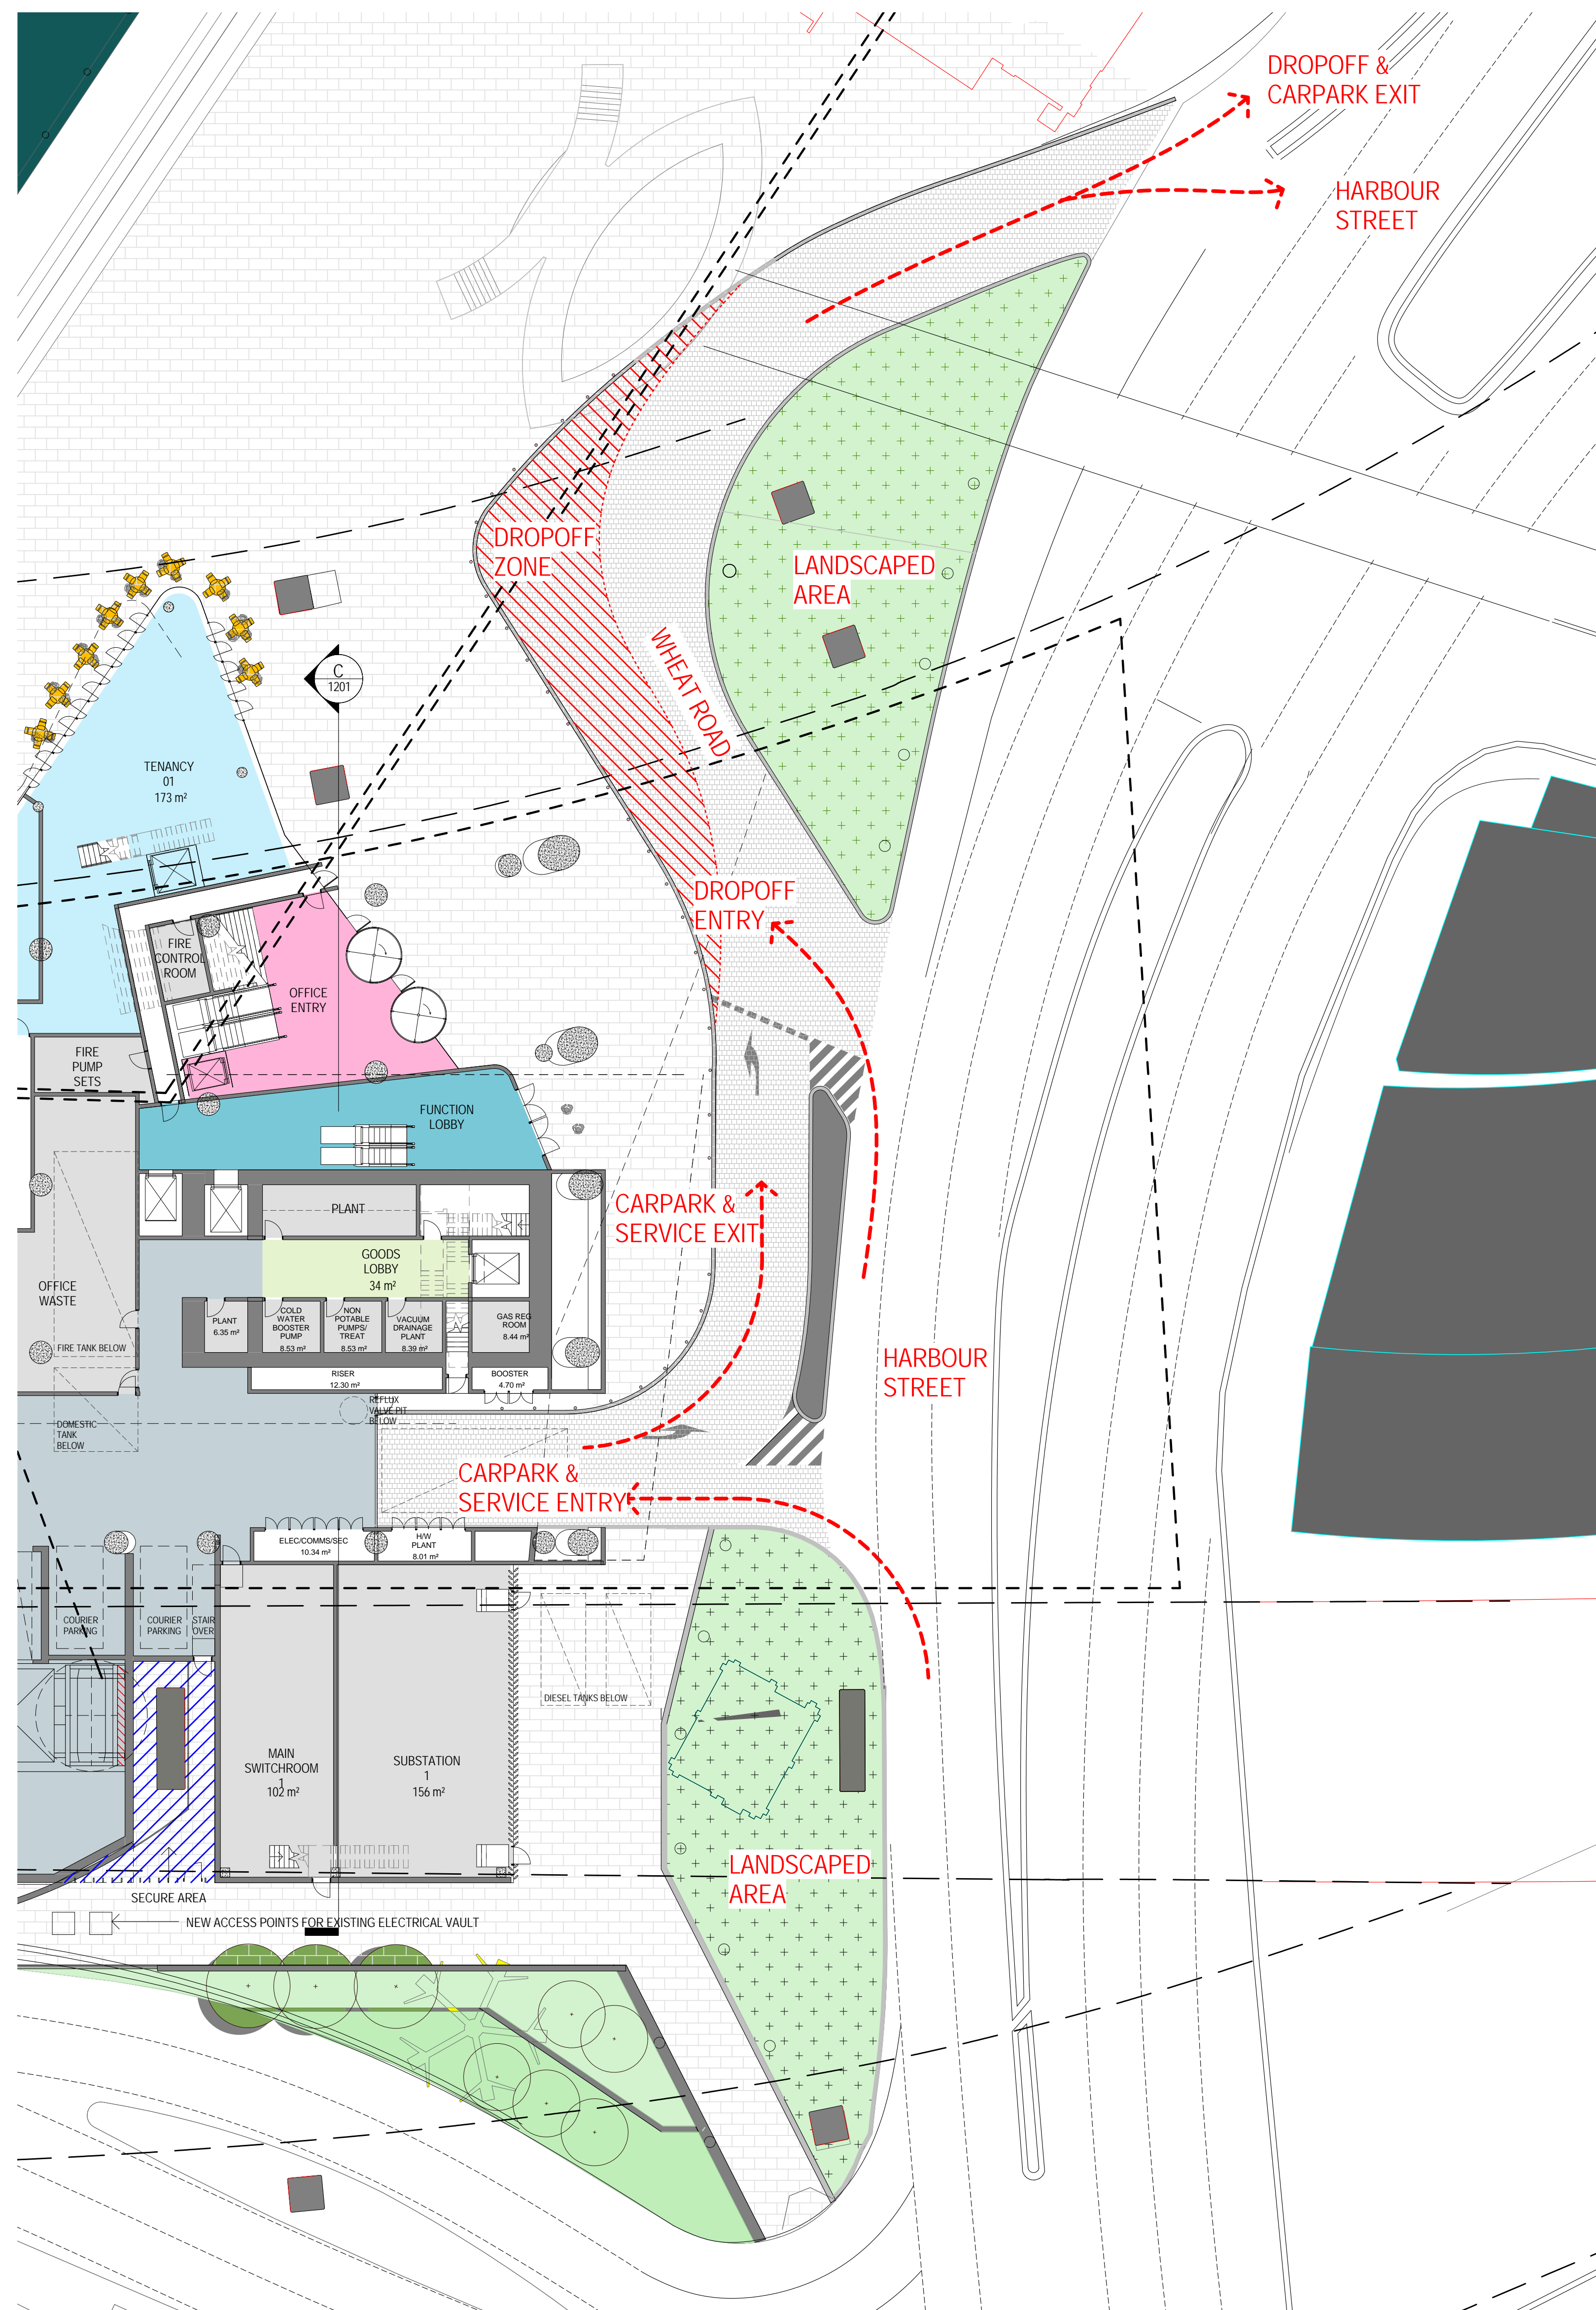 DROPOFF &
CARPARK EXIT
HARBOUR
STREET
DROPOFF
ZONE
LANDSCAPED
AREA
WHEAT ROAD
C
1201
TENANCY
01
173 m²
DROPOFF
ENTRY
FIRE
CONTROL
ROOM
OFFICE
ENTRY
FIRE
PUMP
SETS
FUNCTION
LOBBY
CARPARK &
SERVICE EXIT
PLANT
GOODS
LOBBY
34 m²
OFFICE
WASTE
PLANT
6.35 m²
COLD
WATER
BOOSTER
PUMP
8.53 m²
NON
POTABLE
PUMPS/
TREAT
8.53 m²
VACUUM
DRAINAGE
PLANT
8.39 m²
GAS REG
ROOM
8.44 m²
FIRE TANK BELOW
RISER
12.30 m²
BOOSTER
4.70 m²
HARBOUR
STREET
REFLUX
VALVE PIT
BELOW
DOMESTIC
TANK
BELOW
CARPARK &
SERVICE ENTRY
ELEC/COMMS/SEC
10.34 m²
H/W
PLANT
8.01 m²
COURIER
PARKING
COURIER
PARKING
STAIR
OVER
DIESEL TANKS BELOW
MAIN
SWITCHROOM
1
102 m²
SUBSTATION
1
156 m²
LANDSCAPED
AREA
SECURE AREA
NEW ACCESS POINTS FOR EXISTING ELECTRICAL VAULT